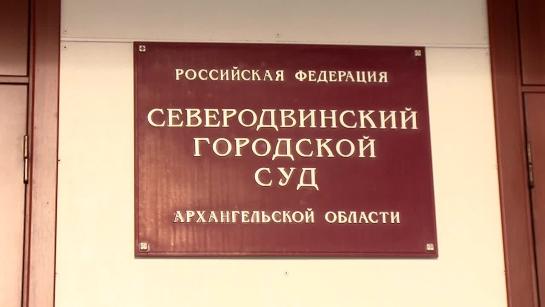 РОССИЙСКАЯ ФЕДЕРАЦИЯ
СЕВЕРОДВИНСКИЙ
ГОРОДСКОЙ
СУД
АРХАНГЕЛЬСКОЙ ОБЛАСТИ